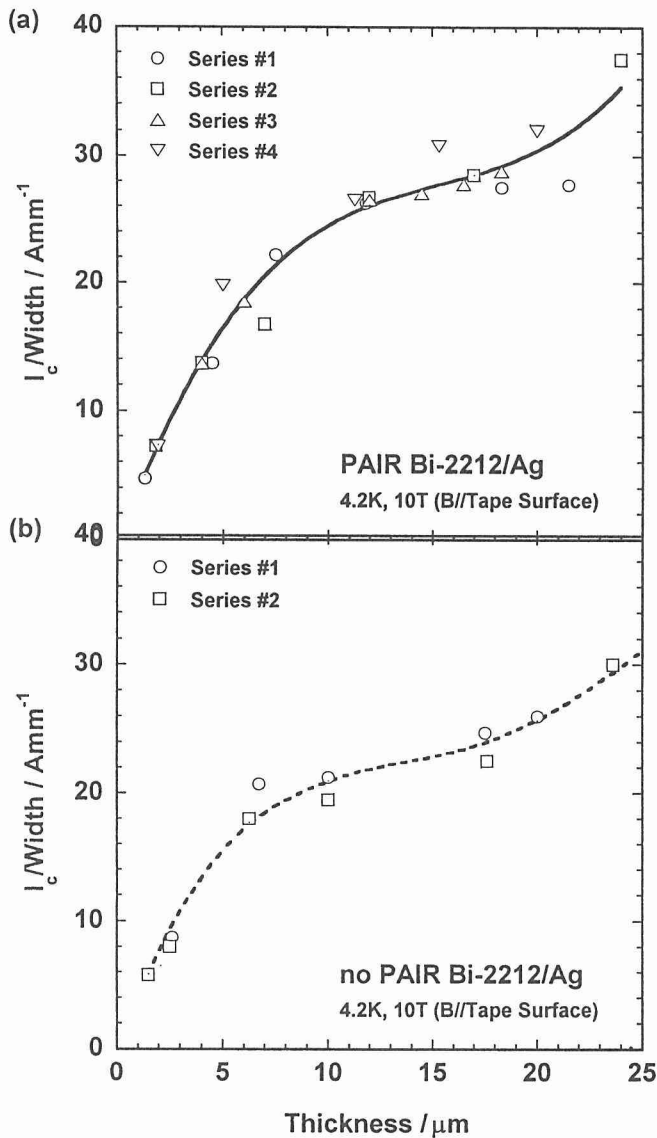 (a)
40
30
20
10
40
0
I_c/Width / Amm⁻¹
Series #1
Series #2
Series #3
Series #4
PAIR Bi-2212/Ag
4.2K, 10T (B//Tape Surface)
(b)
30
20
10
0
I_c/Width / Amm⁻¹
Series #1
Series #2
no PAIR Bi-2212/Ag
4.2K, 10T (B//Tape Surface)
0 5 10 15 20 25
Thickness / μm